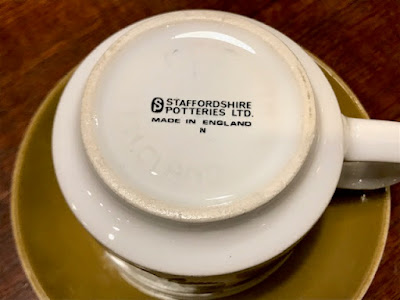 STAFFORDSHIRE
POTTERIES LTD.
MADE IN ENGLAND
N